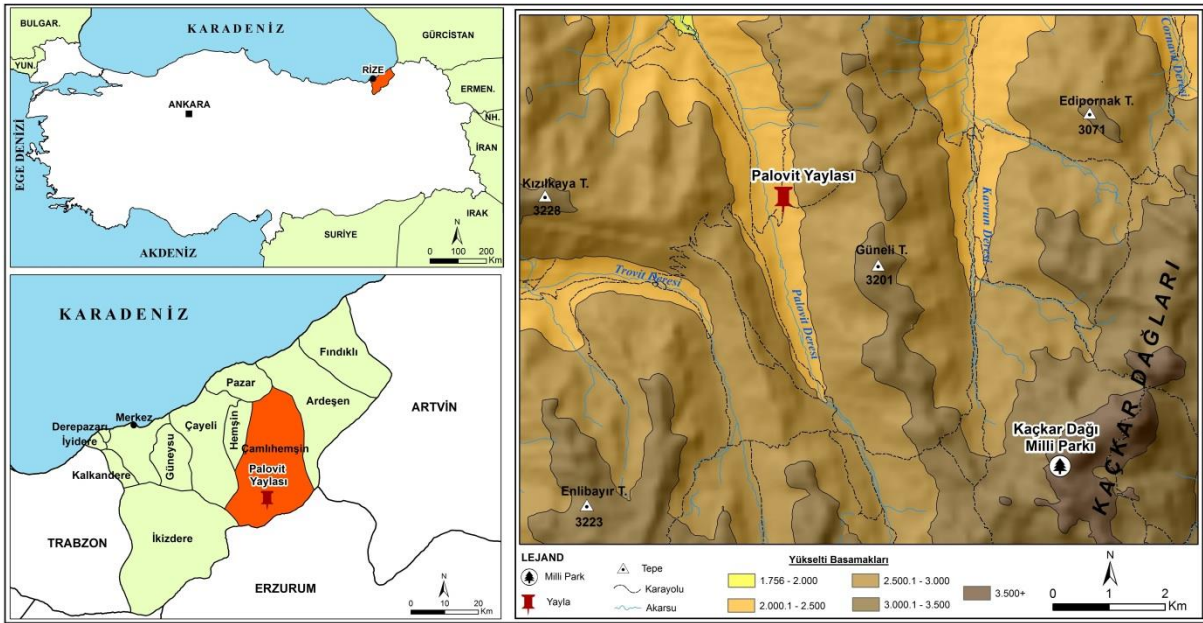 BULGAR.
KARADENİZ
GÜRCİSTAN
YUN.
RİZE
ERMEN.
ANKARA
NH.
İRAN
EGE DENİZİ
IRAK
SURİYE
AKDENİZ
N
0 100 200
Km
KARADENİZ
Fındıklı
Pazar
Ardeşen
ARTVİN
Merkez
Derepazarı
İyidere
Çayeli
Hemşin
Güneysu
Çamlıhemşin
Kalkandere
Palovit
Yaylası
İkizdere
TRABZON
ERZURUM
N
0 10 20
Km
Cornavit Deresi
Edipornak T.
3071
Palovit Yaylası
Kızılkaya T.
3228
Kavrun Deresi
Güneli T.
3201
Trovit Deresi
Palovit Deresi
KAÇKAR DAĞLARI
Kaçkar Dağı
Milli Parkı
Enlibayır T.
3223
LEJAND
Milli Park
Yayla
Tepe
Karayolu
Akarsu
Yükselti Basamakları
1.756 - 2.000
2.000.1 - 2.500
2.500.1 - 3.000
3.000.1 - 3.500
3.500+
N
0 1 2
Km